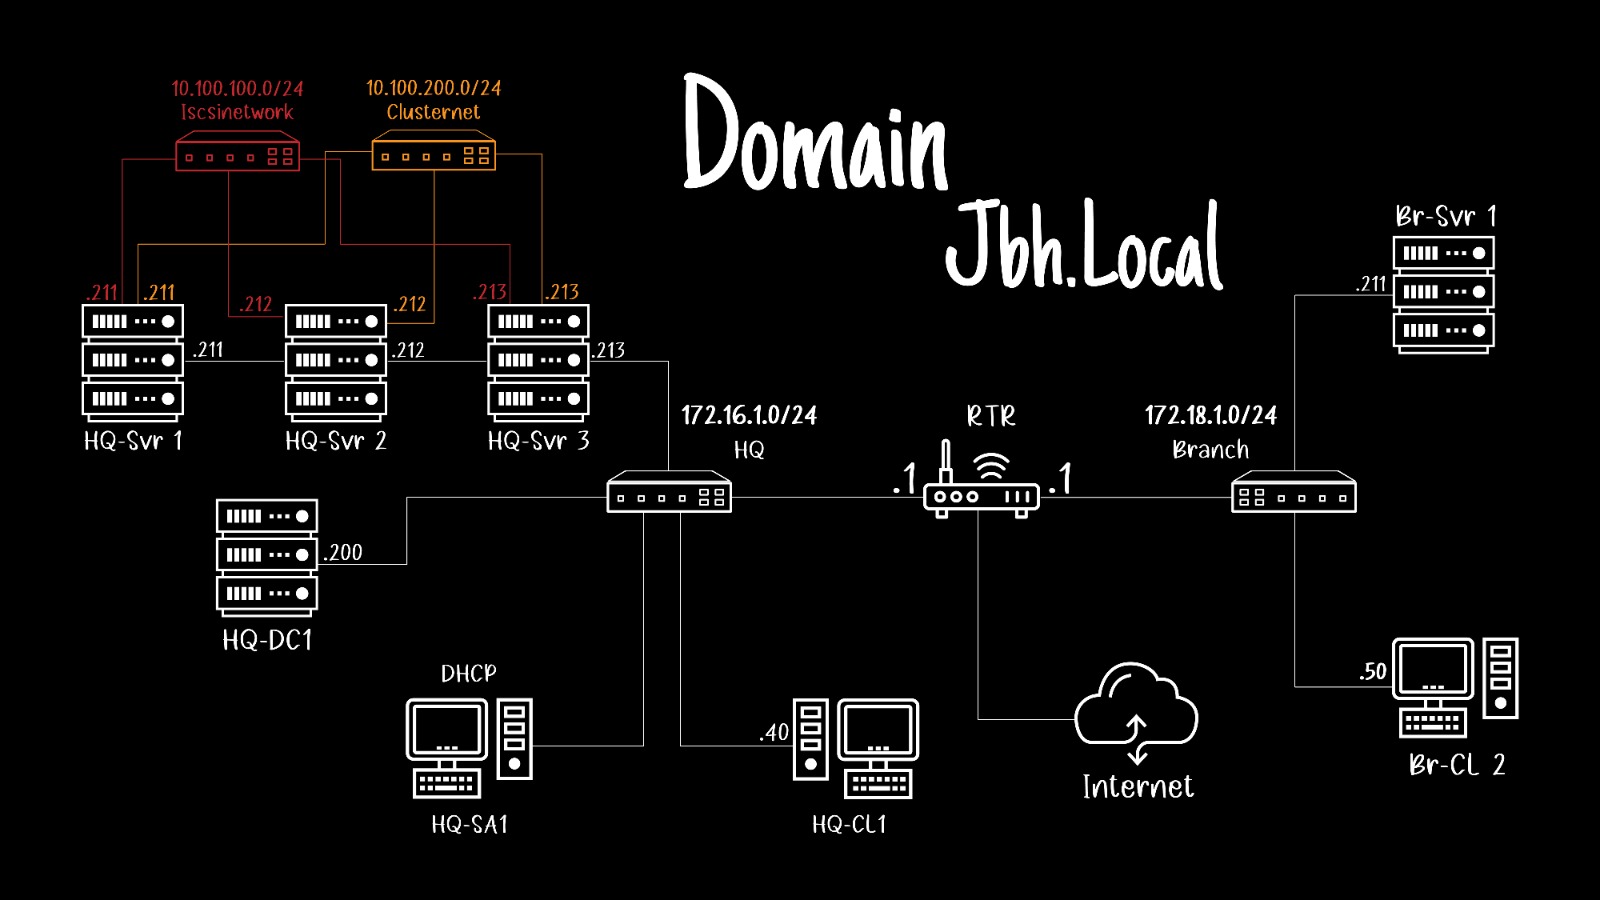 Domain
Jbh.Local
10.100.100.0/24
Iscsinetwork
10.100.200.0/24
Clusternet
.211
.211
.212
.212
.213
.213
.211
.212
.213
HQ-Svr 1
HQ-Svr 2
HQ-Svr 3
172.16.1.0/24
HQ
RTR
.1
.1
172.18.1.0/24
Branch
Br-Svr 1
.211
.200
HQ-DC1
DHCP
HQ-SA1
.40
HQ-CL1
Internet
.50
Br-CL 2